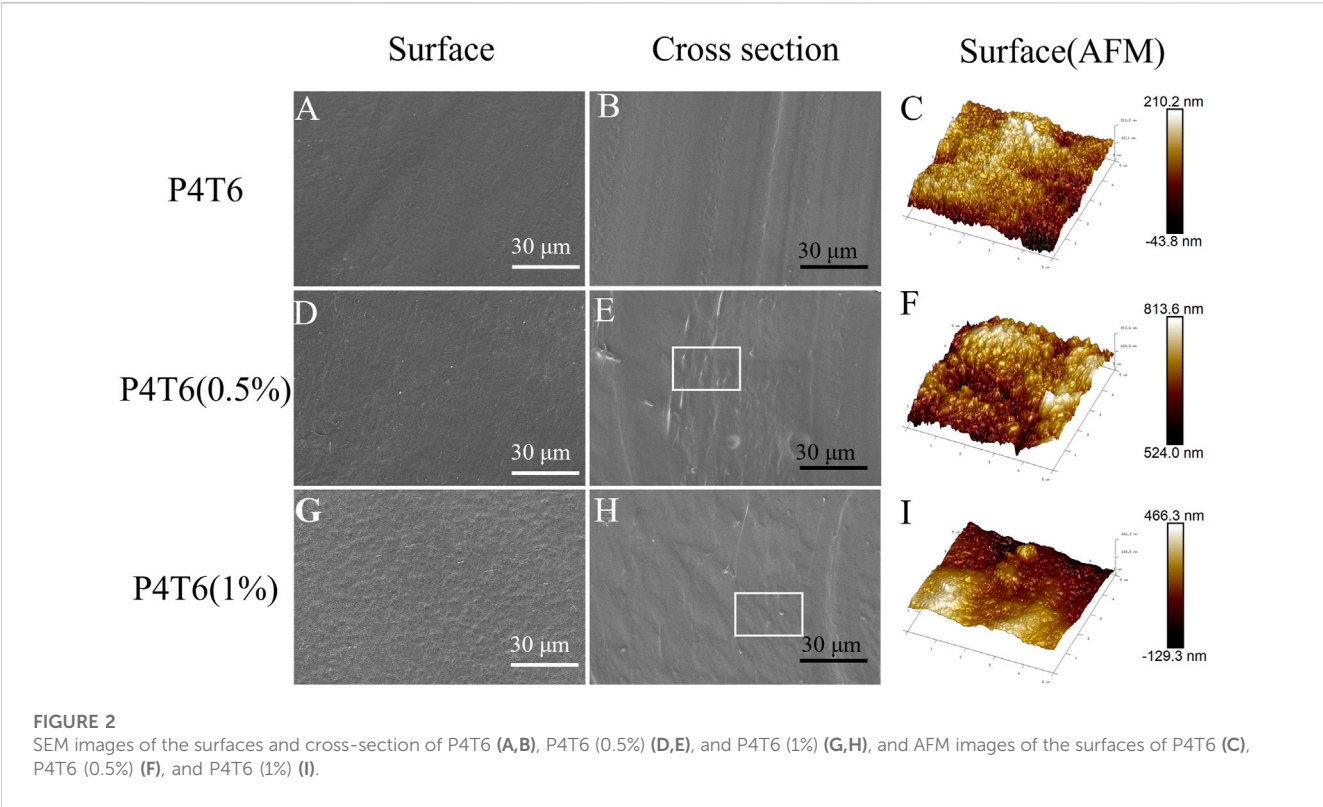 Surface Cross section Surface(AFM)
A B C 210.2 nm
P4T6
30 μm 30 μm
-43.8 nm
D E F 813.6 nm
P4T6(0.5%)
30 μm 30 μm
524.0 nm
G H I 466.3 nm
P4T6(1%)
30 μm 30 μm
-129.3 nm
FIGURE 2
SEM images of the surfaces and cross-section of P4T6 (A,B), P4T6 (0.5%) (D,E), and P4T6 (1%) (G,H), and AFM images of the surfaces of P4T6 (C),
P4T6 (0.5%) (F), and P4T6 (1%) (I).